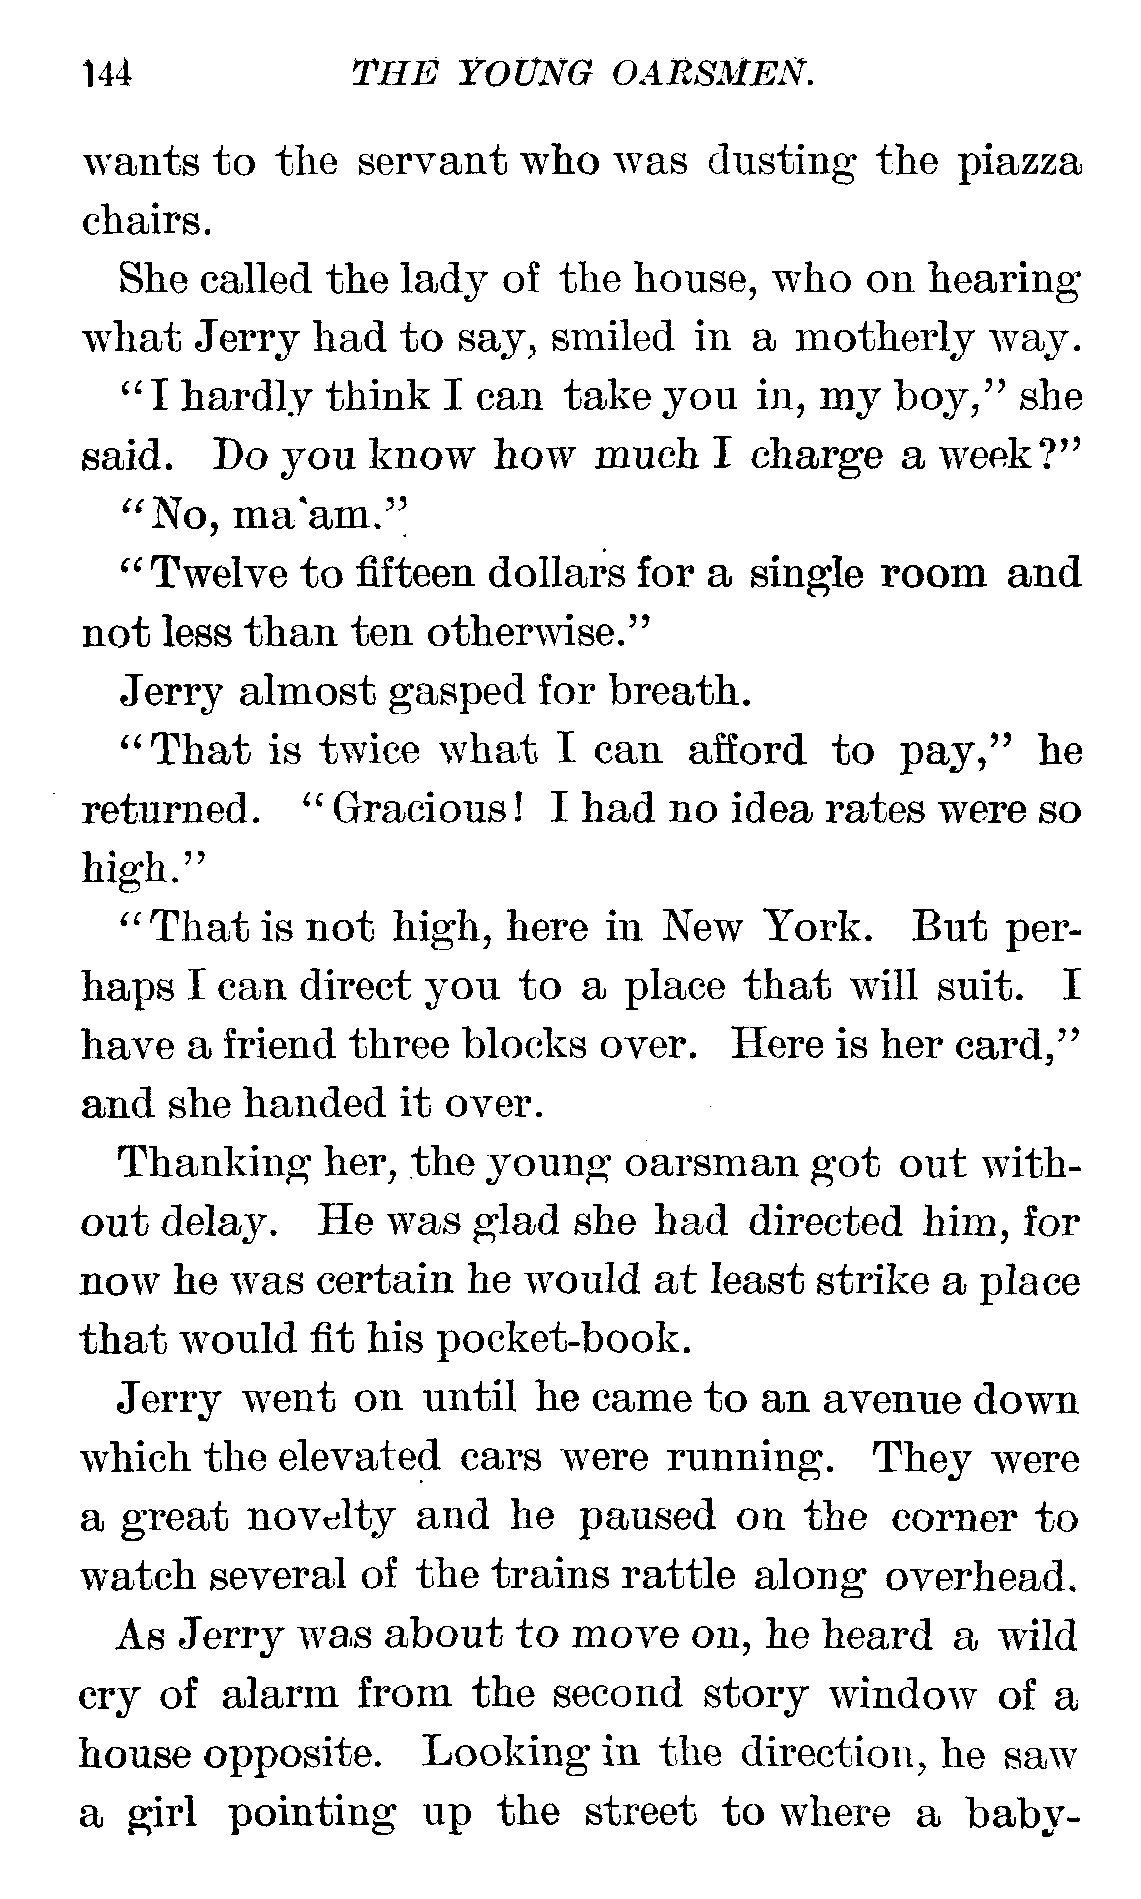 144 THE YOUNG OARSMEN.
wants to the servant who was dusting the piazza
chairs.
She called the lady of the house, who on hearing
what Jerry had to say, smiled in a motherly way.
“I hardly think I can take you in, my boy,” she
said. Do you know how much I charge a week?”
“No, ma'am.”
“Twelve to fifteen dollars for a single room and
not less than ten otherwise.”
Jerry almost gasped for breath.
“That is twice what I can afford to pay,” he
returned. “Gracious! I had no idea rates were so
high.”
“That is not high, here in New York. But per-
haps I can direct you to a place that will suit. I
have a friend three blocks over. Here is her card,”
and she handed it over.
Thanking her, the young oarsman got out with-
out delay. He was glad she had directed him, for
now he was certain he would at least strike a place
that would fit his pocket-book.
Jerry went on until he came to an avenue down
which the elevated cars were running. They were
a great novelty and he paused on the corner to
watch several of the trains rattle along overhead.
As Jerry was about to move on, he heard a wild
cry of alarm from the second story window of a
house opposite. Looking in the direction, he saw
a girl pointing up the street to where a baby-